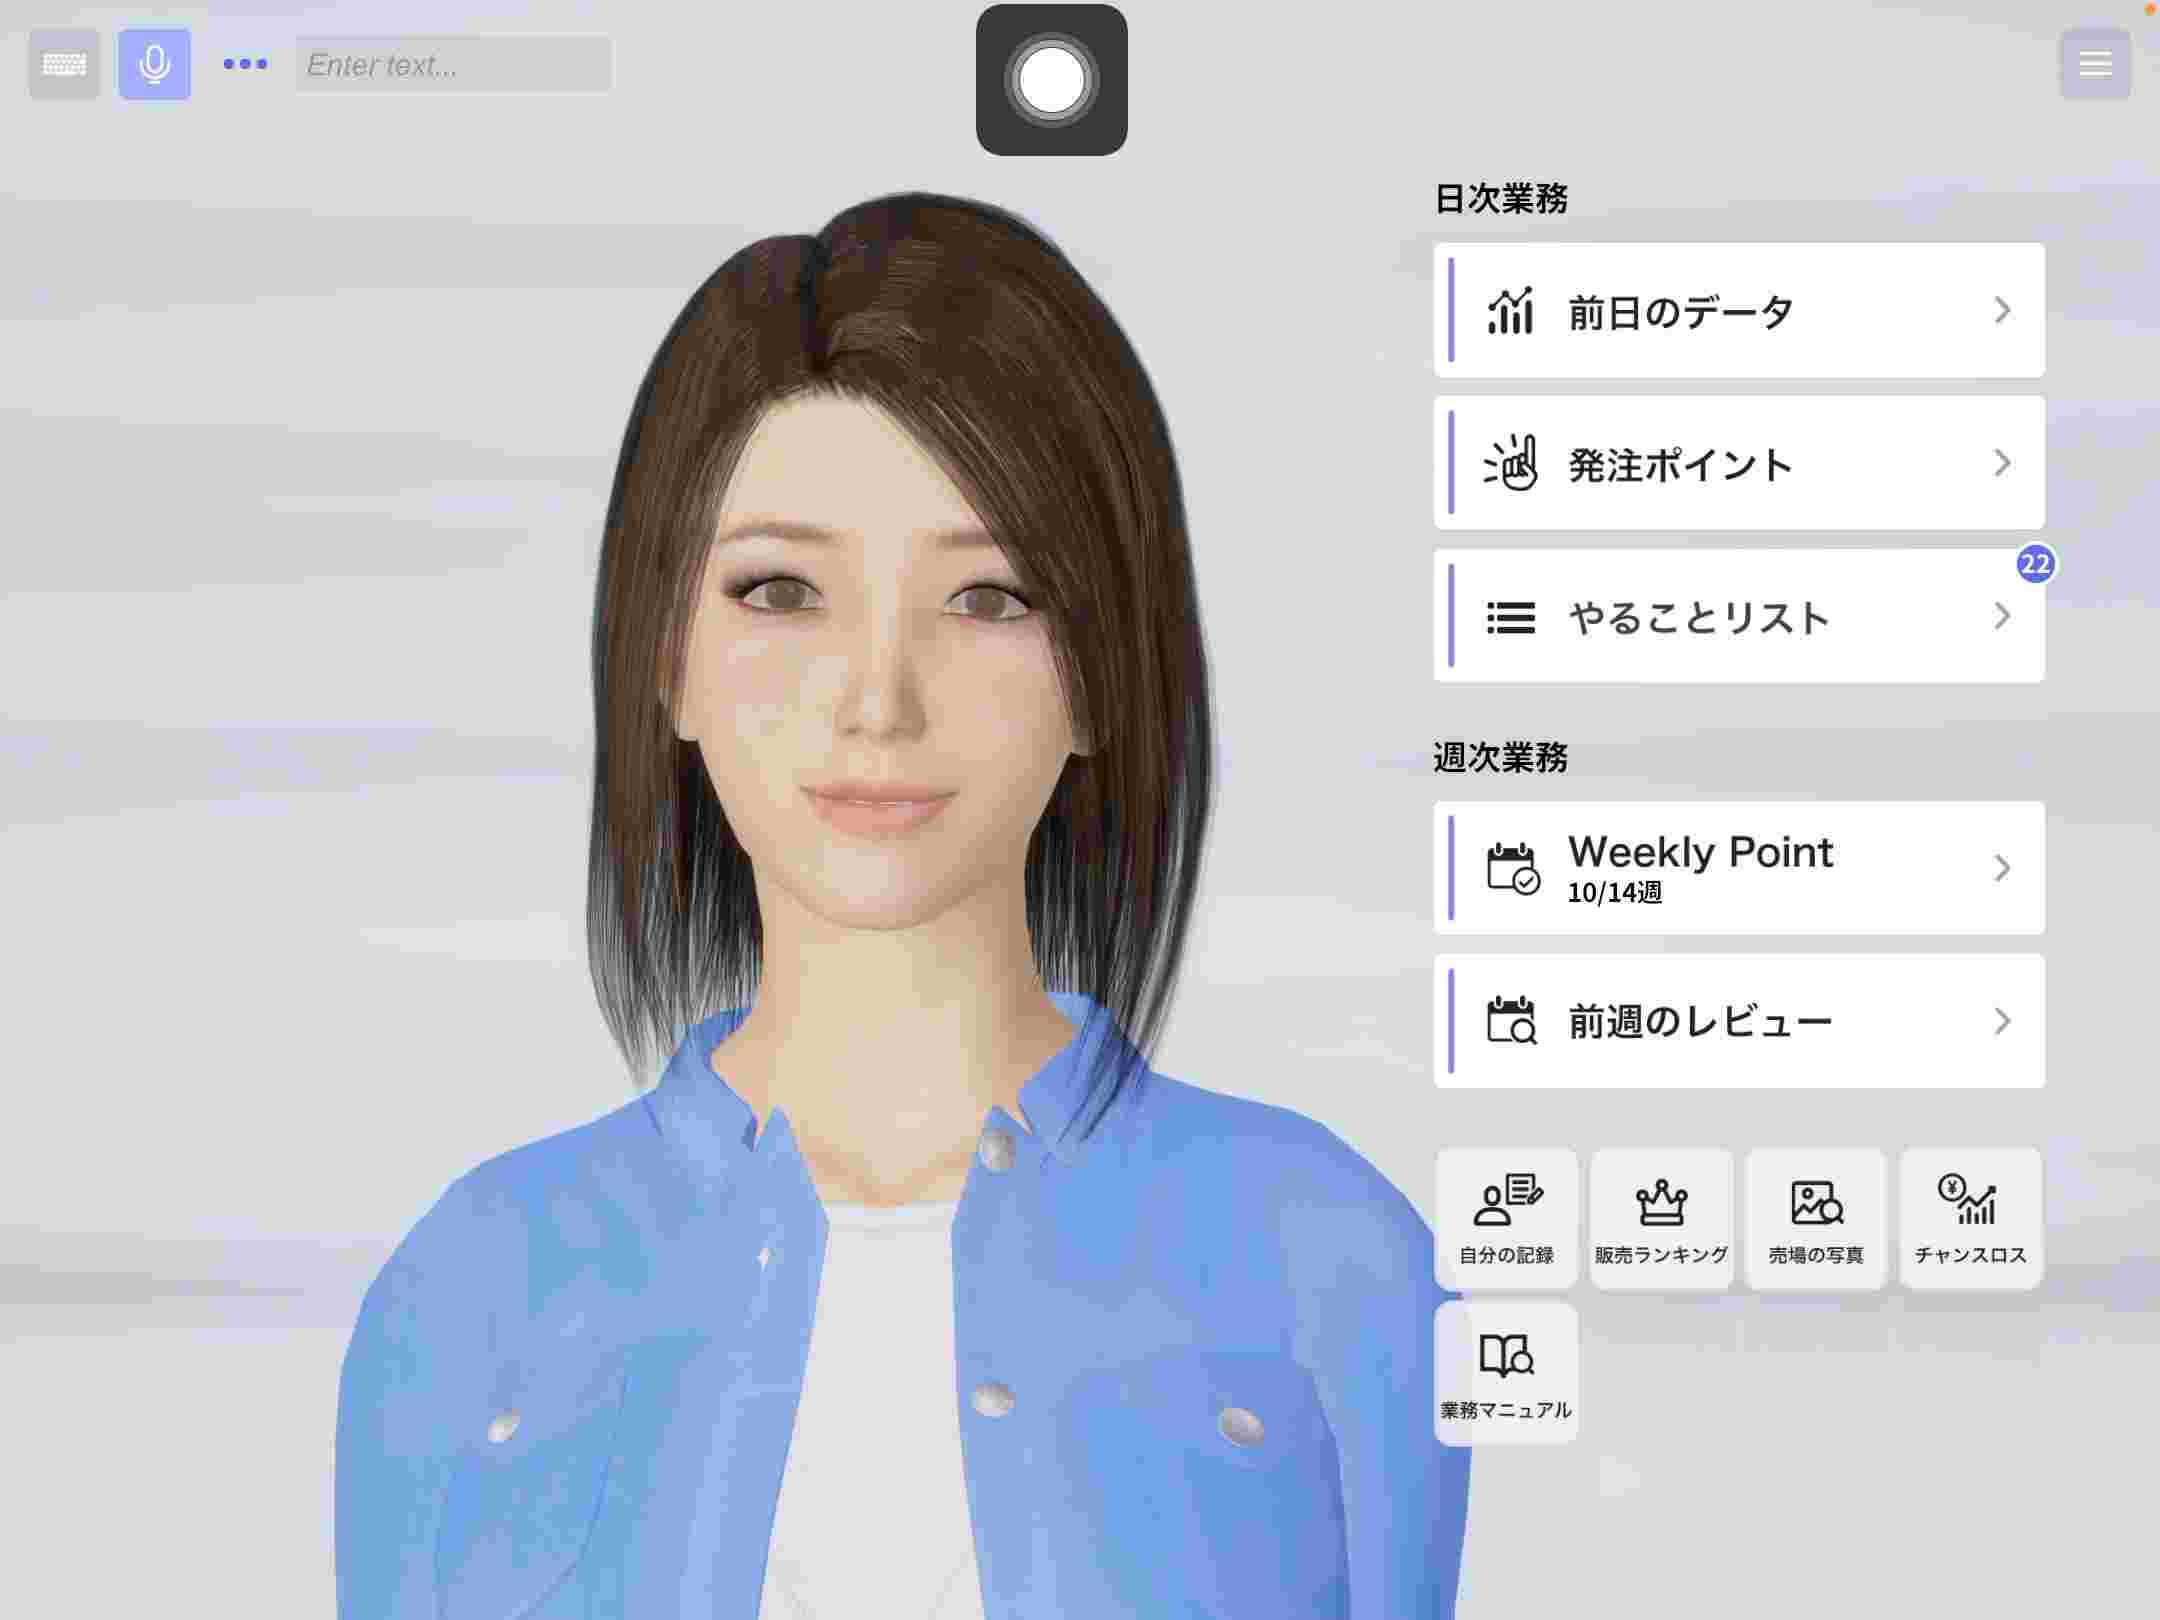 Enter text...
日次業務
前日のデータ
発注ポイント
22
やることリスト
週次業務
Weekly Point
10/14週
前週のレビュー
自分の記録
販売ランキング
売場の写真
¥
チャンスロス
業務マニュアル